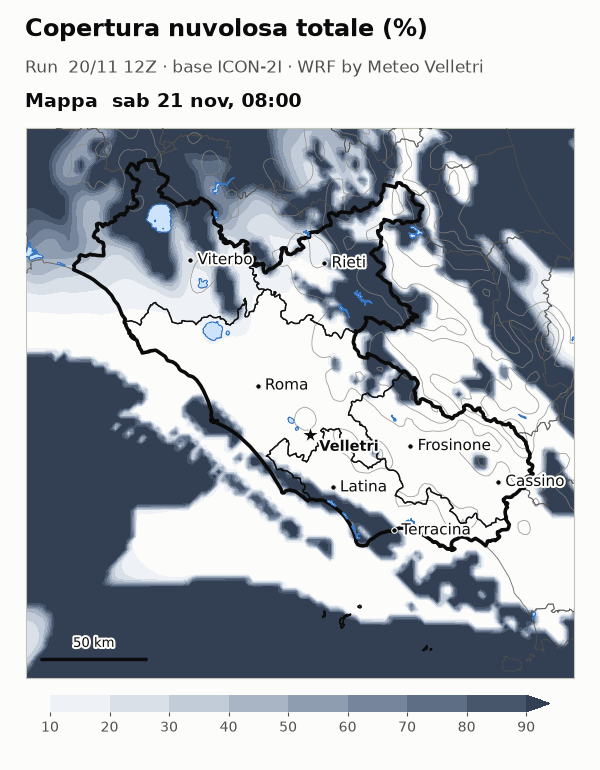 Copertura nuvolosa totale (%)
Run  20/11 12Z · base ICON-2I · WRF by Meteo Velletri
Mappa  sab 21 nov, 08:00
Viterbo
Rieti
Roma
Velletri
Frosinone
Cassino
Latina
Terracina
50 km
10 20 30 40 50 60 70 80 90